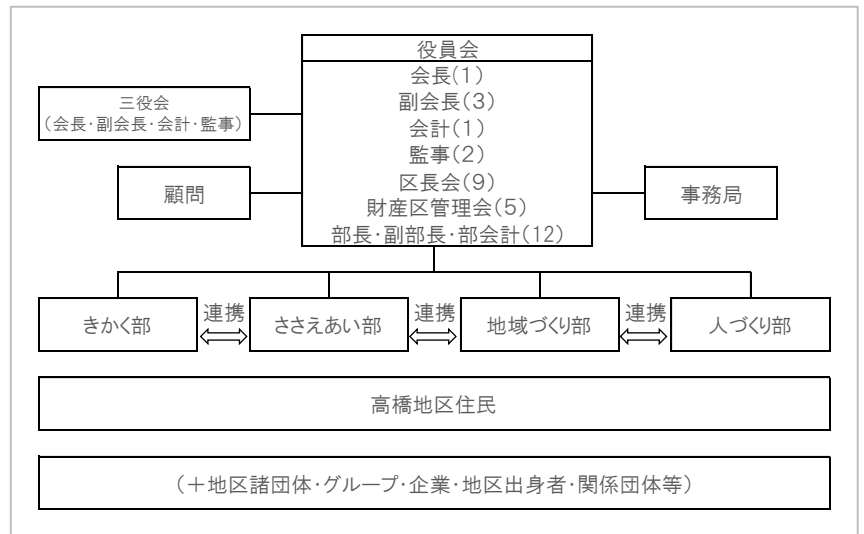 役員会
会長(1)
副会長(3)
会計(1)
監事(2)
区長会(9)
財産区管理会(5)
部長・副部長・部会計(12)
三役会
(会長・副会長・会計・監事)
顧問
事務局
きかく部
連携
ささえあい部
連携
地域づくり部
連携
人づくり部
高橋地区住民
(＋地区諸団体・グループ・企業・地区出身者・関係団体等)